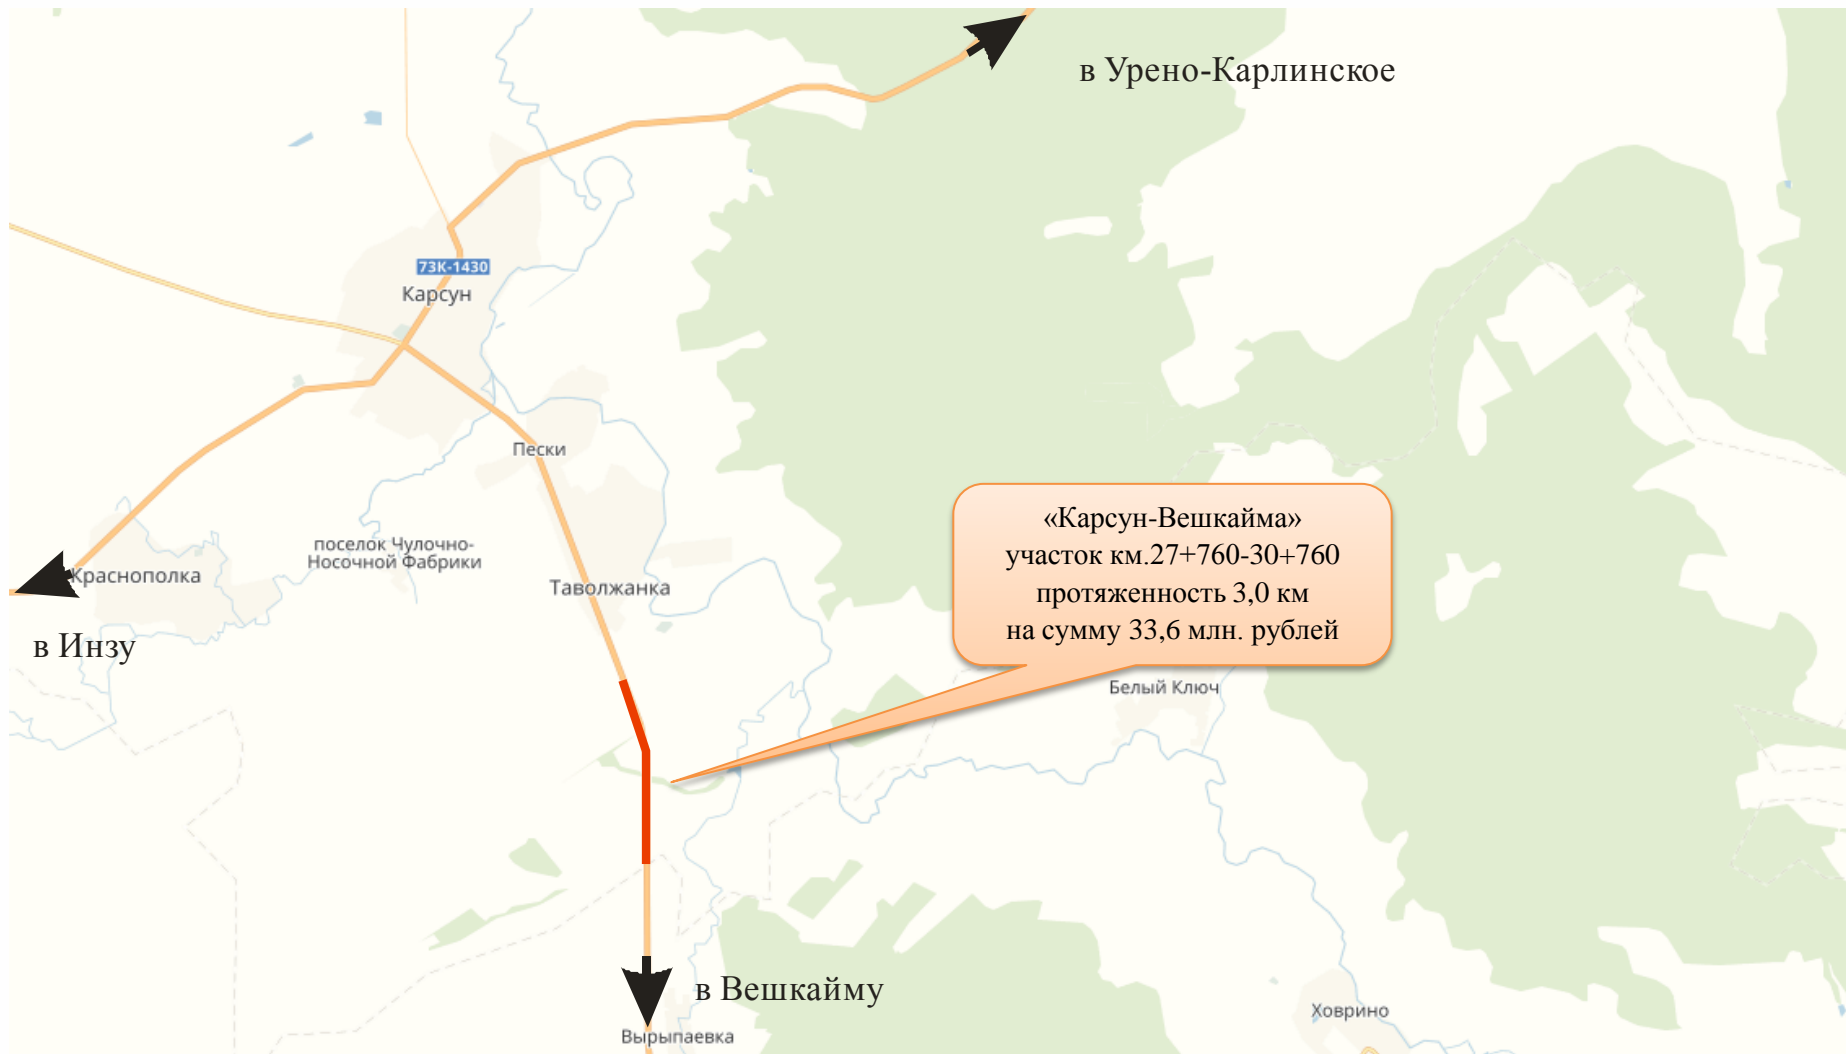 в Урено-Карлинское
73К-1430
Карсун
Пески
«Карсун-Вешкайма»
участок км.27+760-30+760
протяженность 3,0 км
на сумму 33,6 млн. рублей
поселок Чулочно-
Носочной Фабрики
Краснополка
Таволжанка
в Инзу
Белый Ключ
в Вешкайму
Ховрино
Вырыпаевка